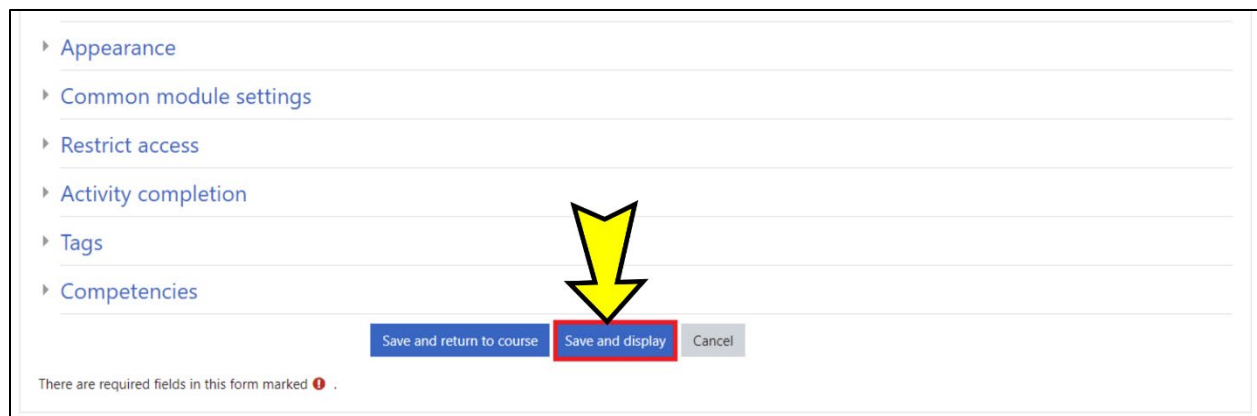 Appearance
Common module settings
Restrict access
Activity completion
Tags
Competencies
Save and return to course Save and display Cancel
There are required fields in this form marked .